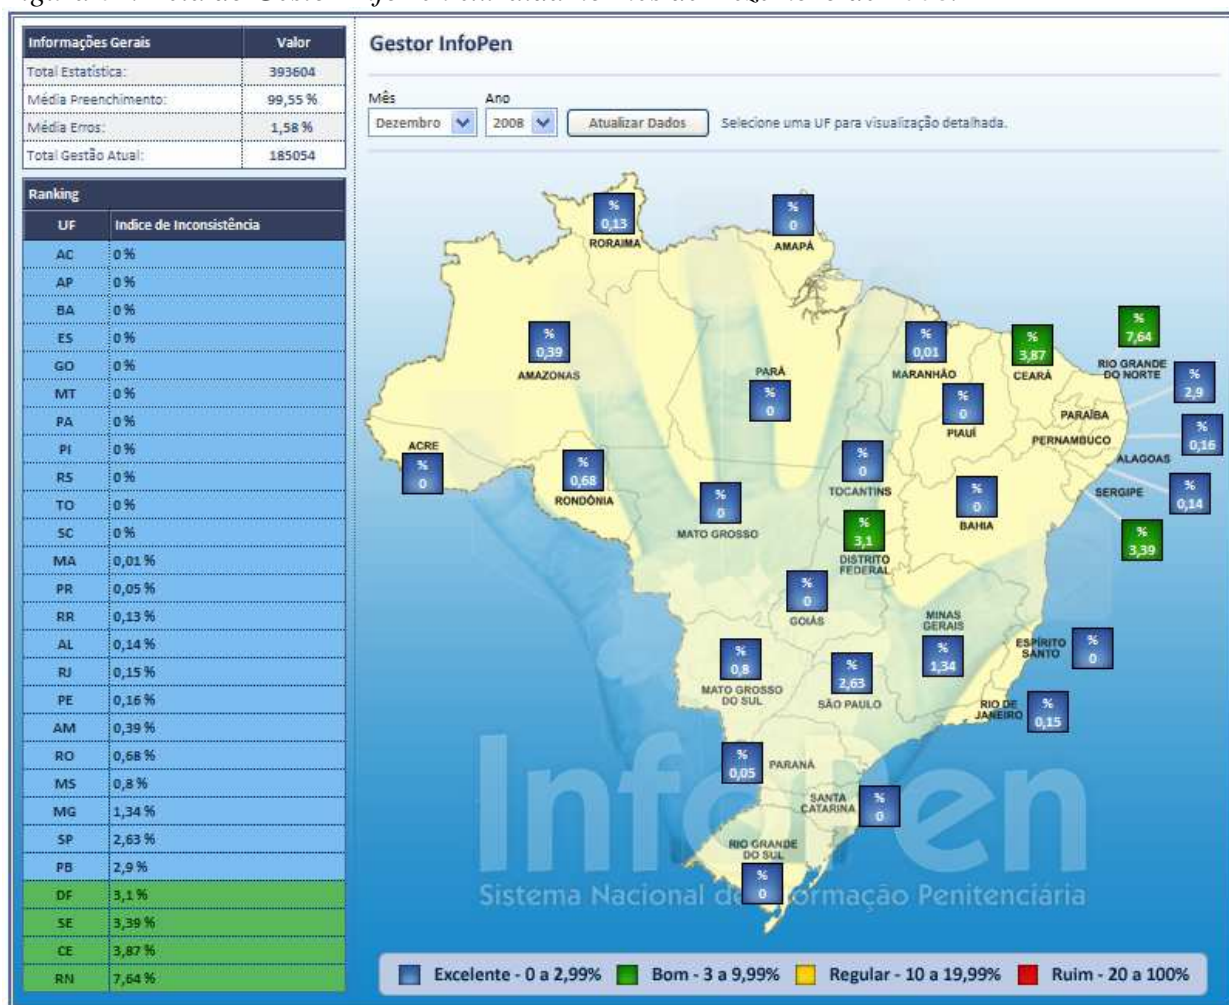 Informações Gerais Valor
Total Estatística: 393604
Média Preenchimento: 99,55 %
Média Erros: 1,58 %
Total Gestão Atual: 185054
Ranking
UF Indice de Inconsistência
AC 0 %
AP 0 %
BA 0 %
ES 0 %
GO 0 %
MT 0 %
PA 0 %
PI 0 %
RS 0 %
TO 0 %
SC 0 %
MA 0,01 %
PR 0,05 %
RR 0,13 %
AL 0,14 %
RJ 0,15 %
PE 0,16 %
AM 0,39 %
RO 0,68 %
MS 0,8 %
MG 1,34 %
SP 2,63 %
PB 2,9 %
DF 3,1 %
SE 3,39 %
CE 3,87 %
RN 7,64 %
Gestor InfoPen
Mês Ano
Dezembro 2008 Atualizar Dados Selecione uma UF para visualização detalhada.
%
0,13
RORAIMA
%
0
AMAPÁ
%
0,39
AMAZONAS
PARÁ
%
0
%
0,01
MARANHÃO
%
3,87
CEARÁ
%
7,64
RIO GRANDE
DO NORTE
%
2,9
%
0
PIAUÍ
PARAÍBA
PERNAMBUCO
%
0,16
ALAGOAS
ACRE
%
0
%
0,68
RONDÔNIA
%
0
MATO GROSSO
%
0
TOCANTINS
%
0
BAHIA
SERGIPE
%
0,14
%
3,39
%
3,1
DISTRITO
FEDERAL
%
0
GOIÁS
MINAS
GERAIS
%
1,34
ESPÍRITO
SANTO
%
0
%
0,8
MATO GROSSO
DO SUL
%
2,63
SÃO PAULO
RIO DE
JANEIRO
%
0,15
%
0,05
PARANÁ
SANTA
CATARINA
%
0
RIO GRANDE
DO SUL
%
0
InfoPen
Sistema Nacional de Informação Penitenciária
Excelente - 0 a 2,99% Bom - 3 a 9,99% Regular - 10 a 19,99% Ruim - 20 a 100%